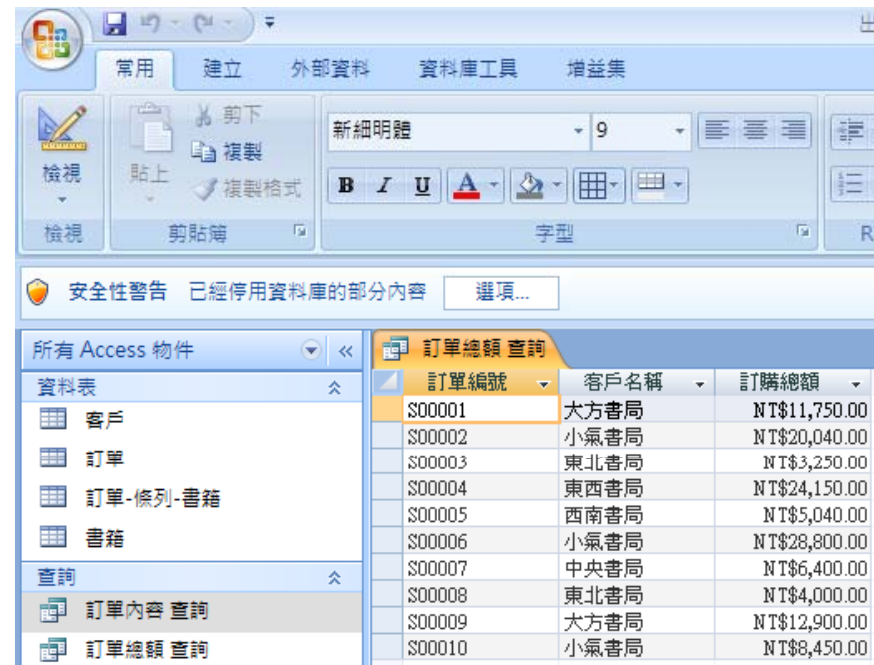 常用 建立 外部資料 資料庫工具 增益集
檢視
貼上
剪下
複製
複製格式
新細明體 9
B I U A
檢視 剪貼簿 字型 R
安全性警告 已經停用資料庫的部分內容 選項...
所有 Access 物件
資料表
客戶
訂單
訂單-條列-書籍
書籍
查詢
訂單內容 查詢
訂單總額 查詢
訂單總額 查詢
訂單編號 客戶名稱 訂購總額
S00001 大方書局 NT$11,750.00
S00002 小氣書局 NT$20,040.00
S00003 東北書局 NT$3,250.00
S00004 東西書局 NT$24,150.00
S00005 西南書局 NT$5,040.00
S00006 小氣書局 NT$28,800.00
S00007 中央書局 NT$6,400.00
S00008 東北書局 NT$4,000.00
S00009 大方書局 NT$12,900.00
S00010 小氣書局 NT$8,450.00